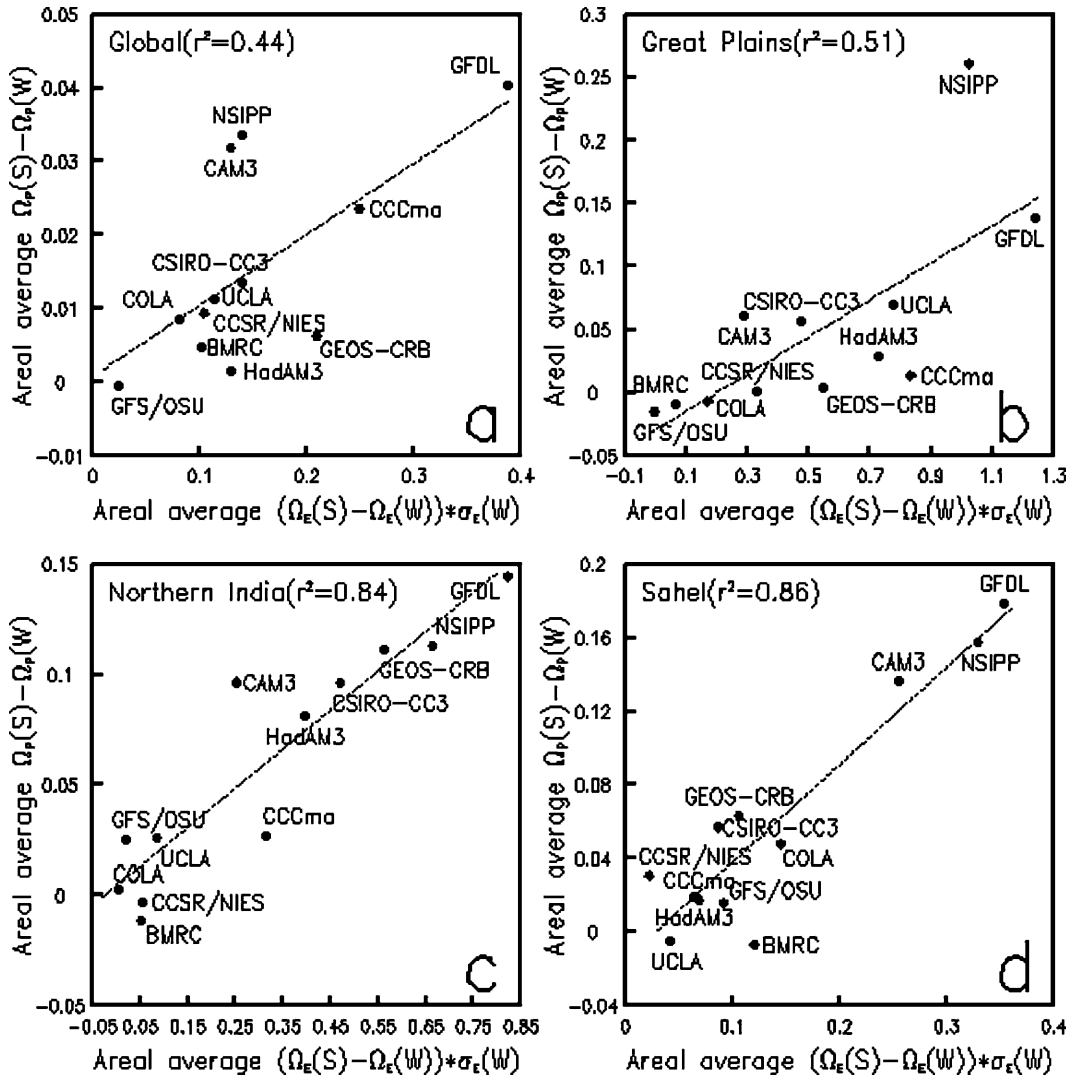 Global(r²=0.44)
Areal average Ωp(S)−Ωp(W)
0.05
0.04
0.03
0.02
0.01
0
−0.01
GFDL
NSIPP
CAM3
CCCma
CSIRO−CC3
COLA
UCLA
CCSR/NIES
BMRC
GEOS−CRB
HadAM3
GFS/OSU
a
0 0.1 0.2 0.3 0.4
Areal average (ΩE(S)−ΩE(W))*σE(W)
Great Plains(r²=0.51)
Areal average Ωp(S)−Ωp(W)
0.3
0.25
0.2
0.15
0.1
0.05
0
−0.05
NSIPP
GFDL
CSIRO−CC3
UCLA
CAM3
HadAM3
CCSR/NIES
CCCma
BMRC
COLA
GEOS−CRB
GFS/OSU
b
−0.1 0.1 0.3 0.5 0.7 0.9 1.1 1.3
Areal average (ΩE(S)−ΩE(W))*σE(W)
Northern India(r²=0.84)
Areal average Ωp(S)−Ωp(W)
0.15
0.1
0.05
0
−0.05
GFDL
NSIPP
GEOS−CRB
CAM3
CSIRO−CC3
HadAM3
GFS/OSU
CCCma
UCLA
COLA
CCSR/NIES
BMRC
c
−0.05 0.05 0.15 0.25 0.35 0.45 0.55 0.65 0.75 0.85
Areal average (ΩE(S)−ΩE(W))*σE(W)
Sahel(r²=0.86)
Areal average Ωp(S)−Ωp(W)
0.2
0.16
0.12
0.08
0.04
0
−0.04
GFDL
CAM3
NSIPP
GEOS−CRB
CSIRO−CC3
CCSR/NIES
COLA
CCCma
GFS/OSU
HadAM3
UCLA
BMRC
d
0 0.1 0.2 0.3 0.4
Areal average (ΩE(S)−ΩE(W))*σE(W)